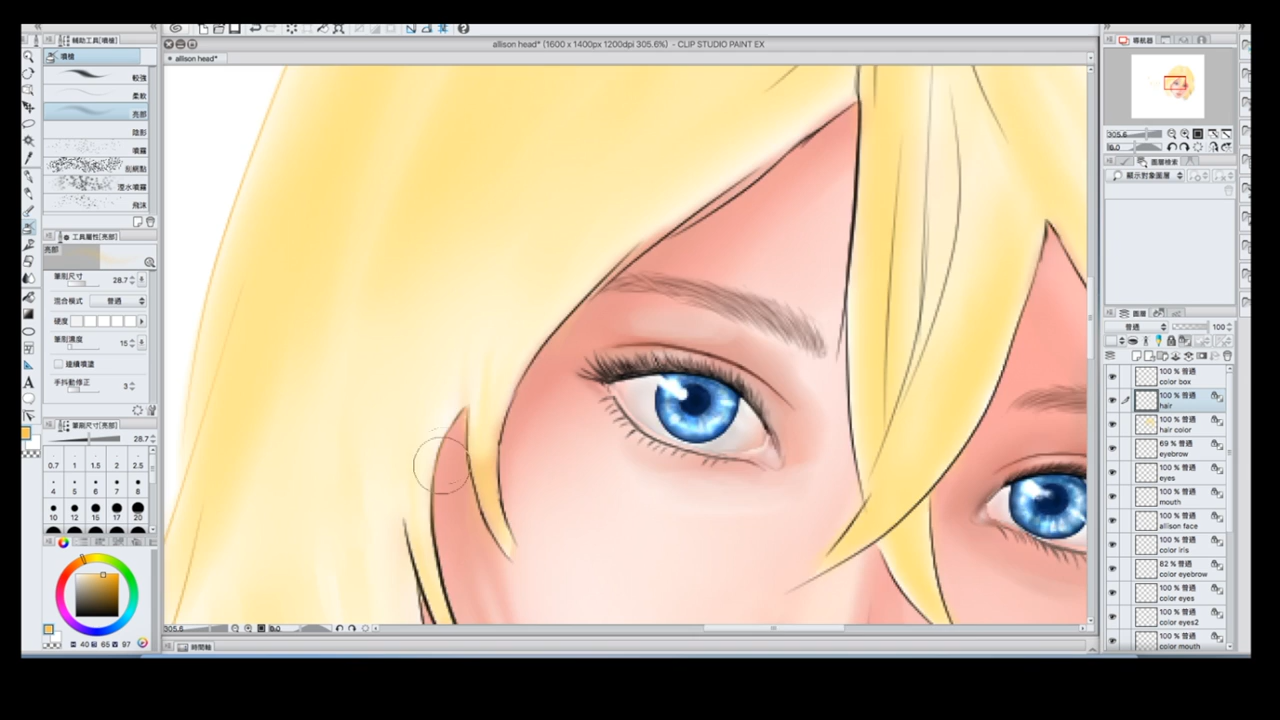 allison head* (1600 x 1400px 1200dpi 305.6%) - CLIP STUDIO PAINT EX
allison head*
輔助工具[噴槍]
噴槍
較強
柔軟
亮部
陰影
噴霧
飛沫
工具屬性[亮部]
亮部
筆刷尺寸 28.7
混合模式 普通
硬度
筆刷濃度 15
連續噴塗
手抖動修正 3
筆刷尺寸[亮部]
28.7
0.7 1 1.5 2 2.5
4 5 6 7 8
10 12 15 17 20
40 65 97
305.6
0.0
時間軸
導航器
305.6
0.0
圖層檢索
顯示對象圖層
圖層
普通 100
100 % 普通
color box
100 % 普通
hair
100 % 普通
hair color
69 % 普通
eyebrow
100 % 普通
eyes
100 % 普通
mouth
100 % 普通
allison face
100 % 普通
color iris
82 % 普通
color eyebrow
100 % 普通
color eyes
100 % 普通
color eyes2
100 % 普通
color mouth